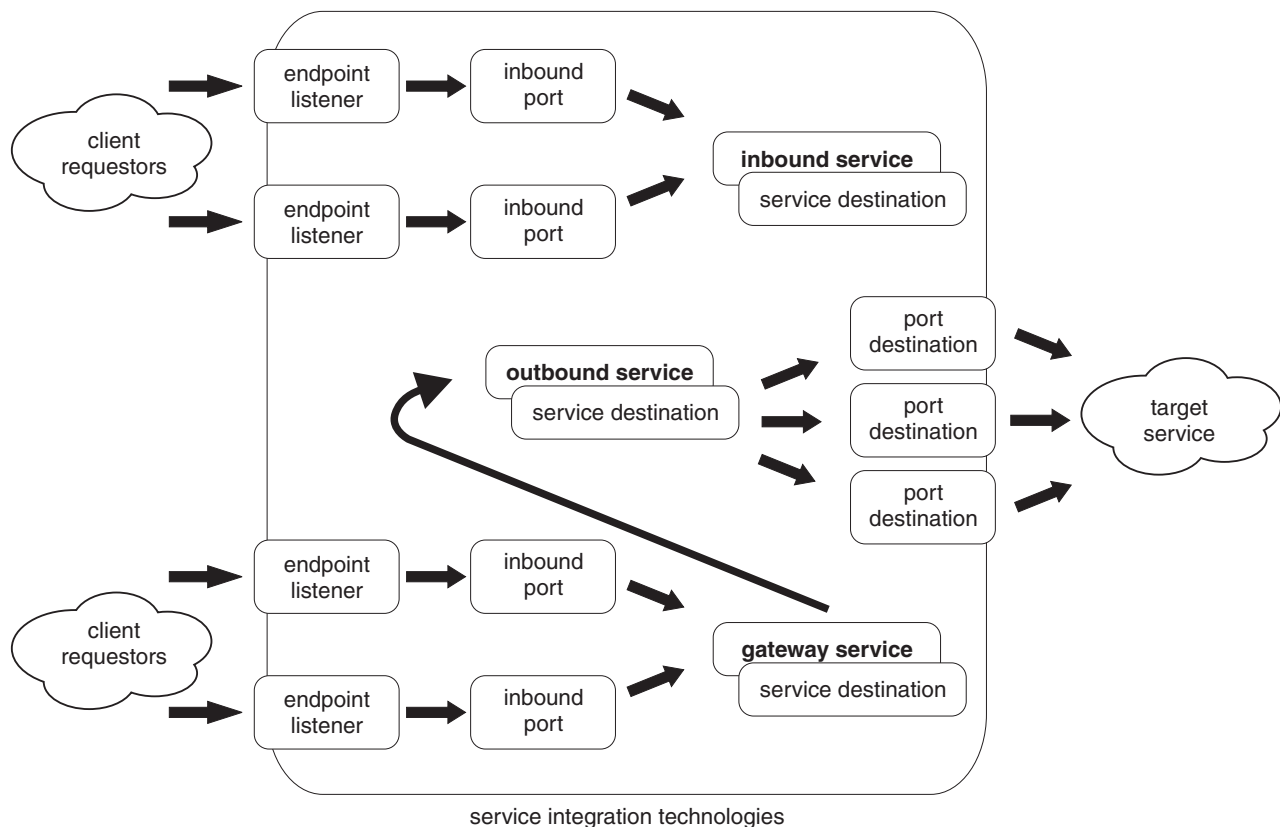 endpoint
listener
inbound
port
client
requestors
inbound service
service destination
endpoint
listener
inbound
port
port
destination
outbound service
service destination
port
destination
target
service
port
destination
endpoint
listener
inbound
port
client
requestors
gateway service
service destination
endpoint
listener
inbound
port
service integration technologies